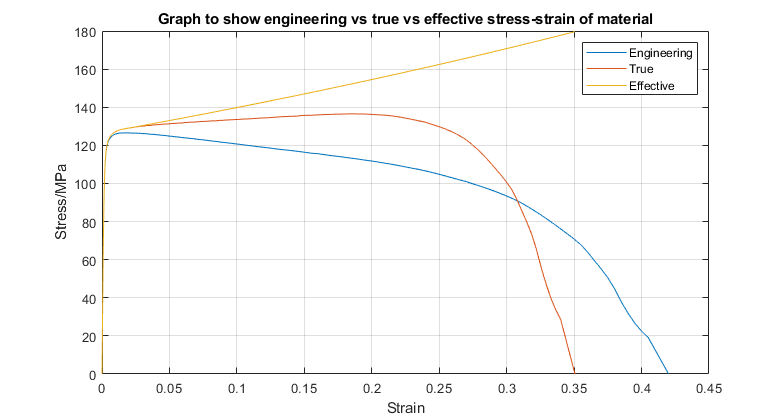 Graph to show engineering vs true vs effective stress-strain of material
Stress/MPa
180
160
140
120
100
80
60
40
20
0
Engineering
True
Effective
0 0.05 0.1 0.15 0.2 0.25 0.3 0.35 0.4 0.45
Strain